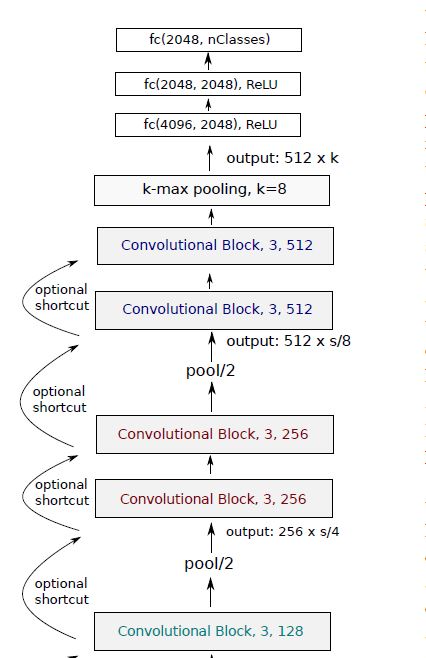 fc(2048, nClasses)
fc(2048, 2048), ReLU
fc(4096, 2048), ReLU
output: 512 x k
k-max pooling, k=8
Convolutional Block, 3, 512
optional
shortcut
Convolutional Block, 3, 512
output: 512 x s/8
pool/2
optional
shortcut
Convolutional Block, 3, 256
optional
shortcut
Convolutional Block, 3, 256
output: 256 x s/4
pool/2
optional
shortcut
Convolutional Block, 3, 128